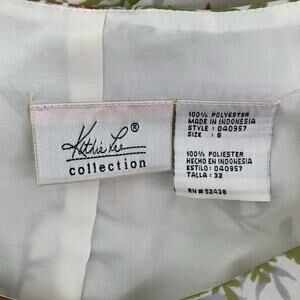 Kathie Lee®
collection
100% POLYESTER
MADE IN INDONESIA
STYLE : 040957
SIZE : 8
100% POLIESTER
HECHO EN INDONESIA
ESTILO : 040957
TALLA : 32
RN # 52439